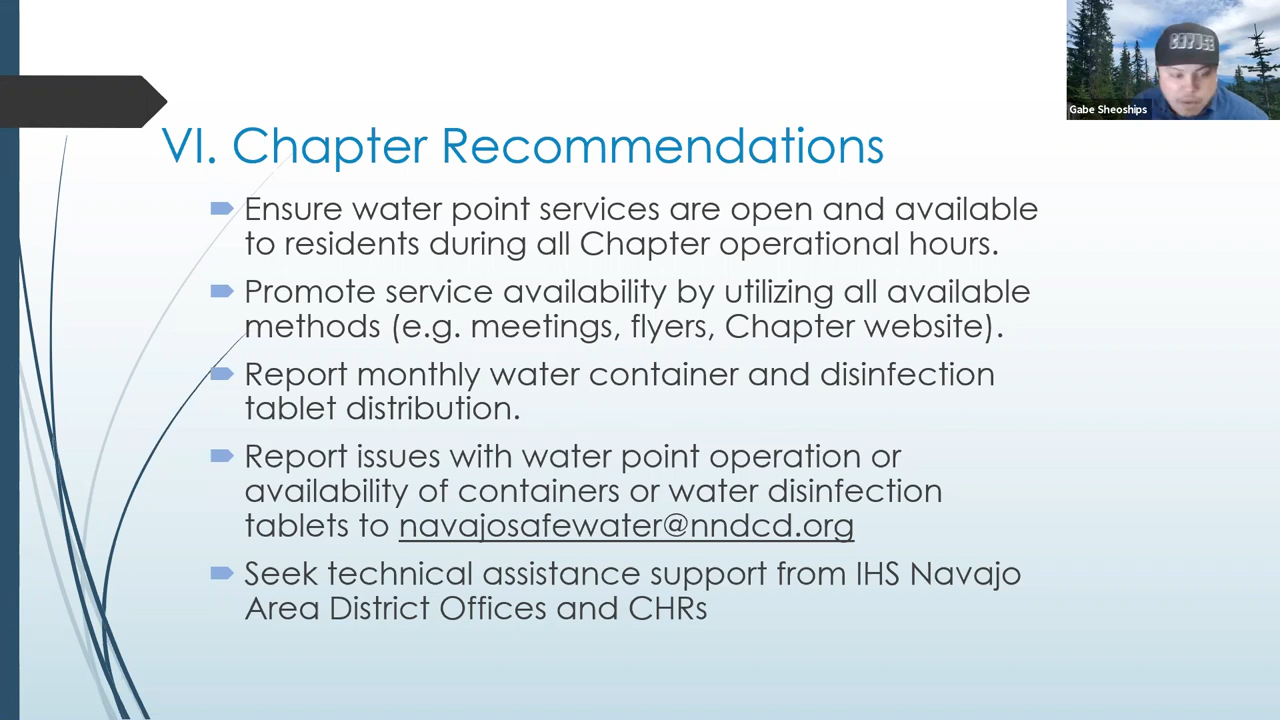 VI. Chapter Recommendations
Ensure water point services are open and available
to residents during all Chapter operational hours.
Promote service availability by utilizing all available
methods (e.g. meetings, flyers, Chapter website).
Report monthly water container and disinfection
tablet distribution.
Report issues with water point operation or
availability of containers or water disinfection
tablets to navajosafewater@nndcd.org
Seek technical assistance support from IHS Navajo
Area District Offices and CHRs
CAYUSE
Gabe Sheoships